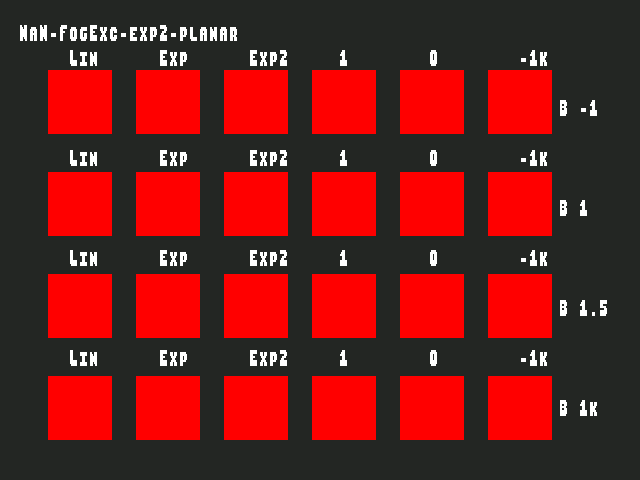 NaN-FogExc-exp2-planar
Lin Exp Exp2 1 0 -1k
B -1
Lin Exp Exp2 1 0 -1k
B 1
Lin Exp Exp2 1 0 -1k
B 1.5
Lin Exp Exp2 1 0 -1k
B 1k